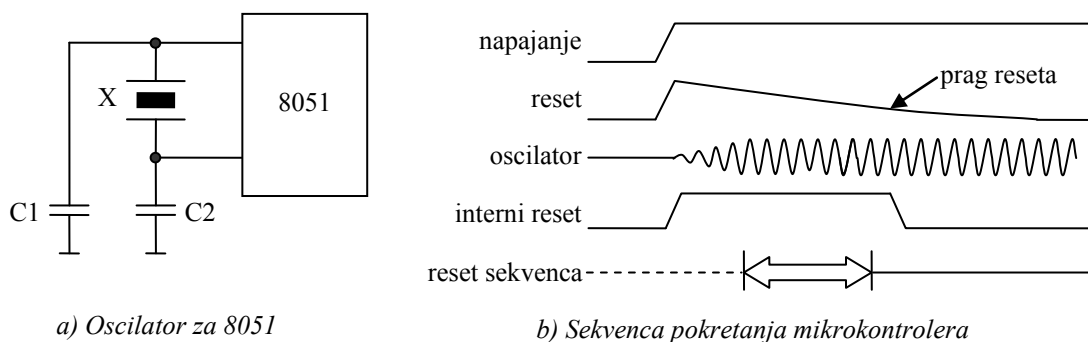 X
8051
C1
C2
a) Oscilator za 8051
napajanje
prag reseta
reset
oscilator
interni reset
reset sekvenca
b) Sekvenca pokretanja mikrokontrolera